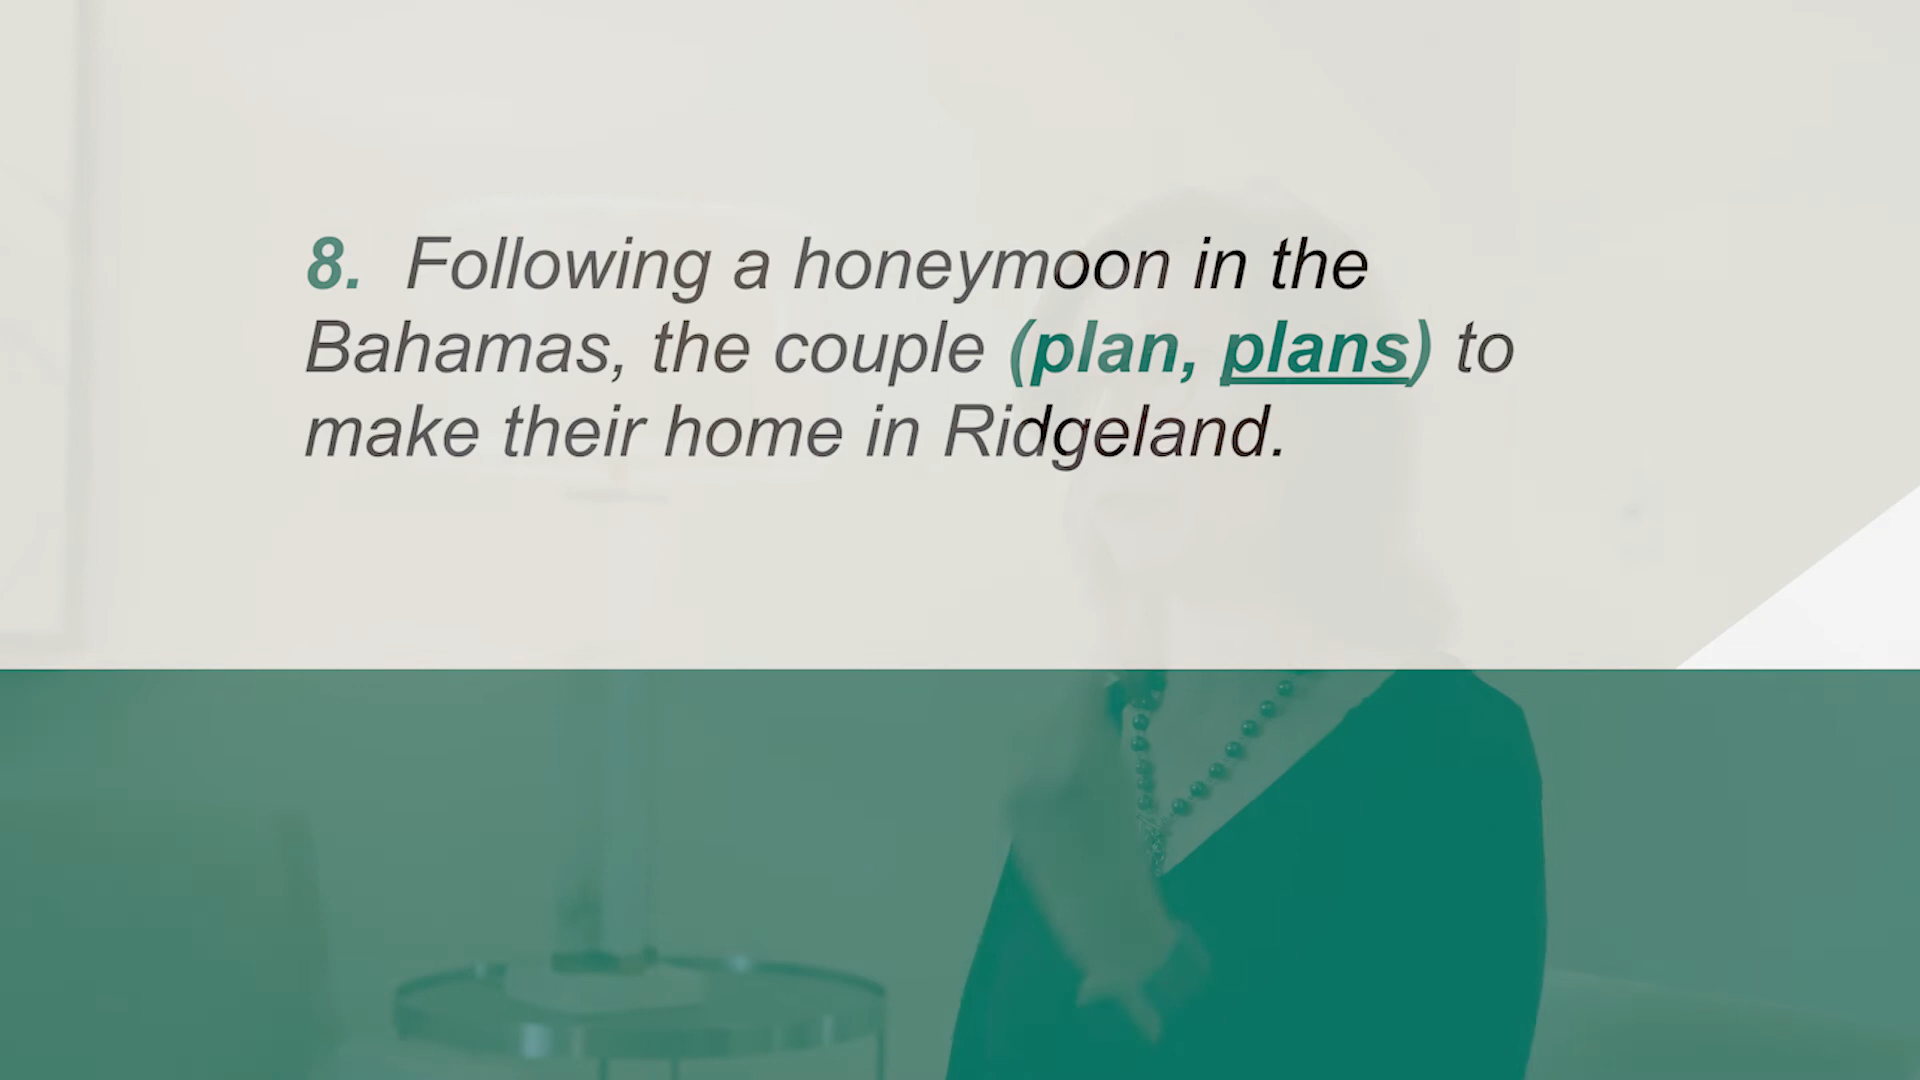 8. Following a honeymoon in the
Bahamas, the couple (plan, plans) to
make their home in Ridgeland.